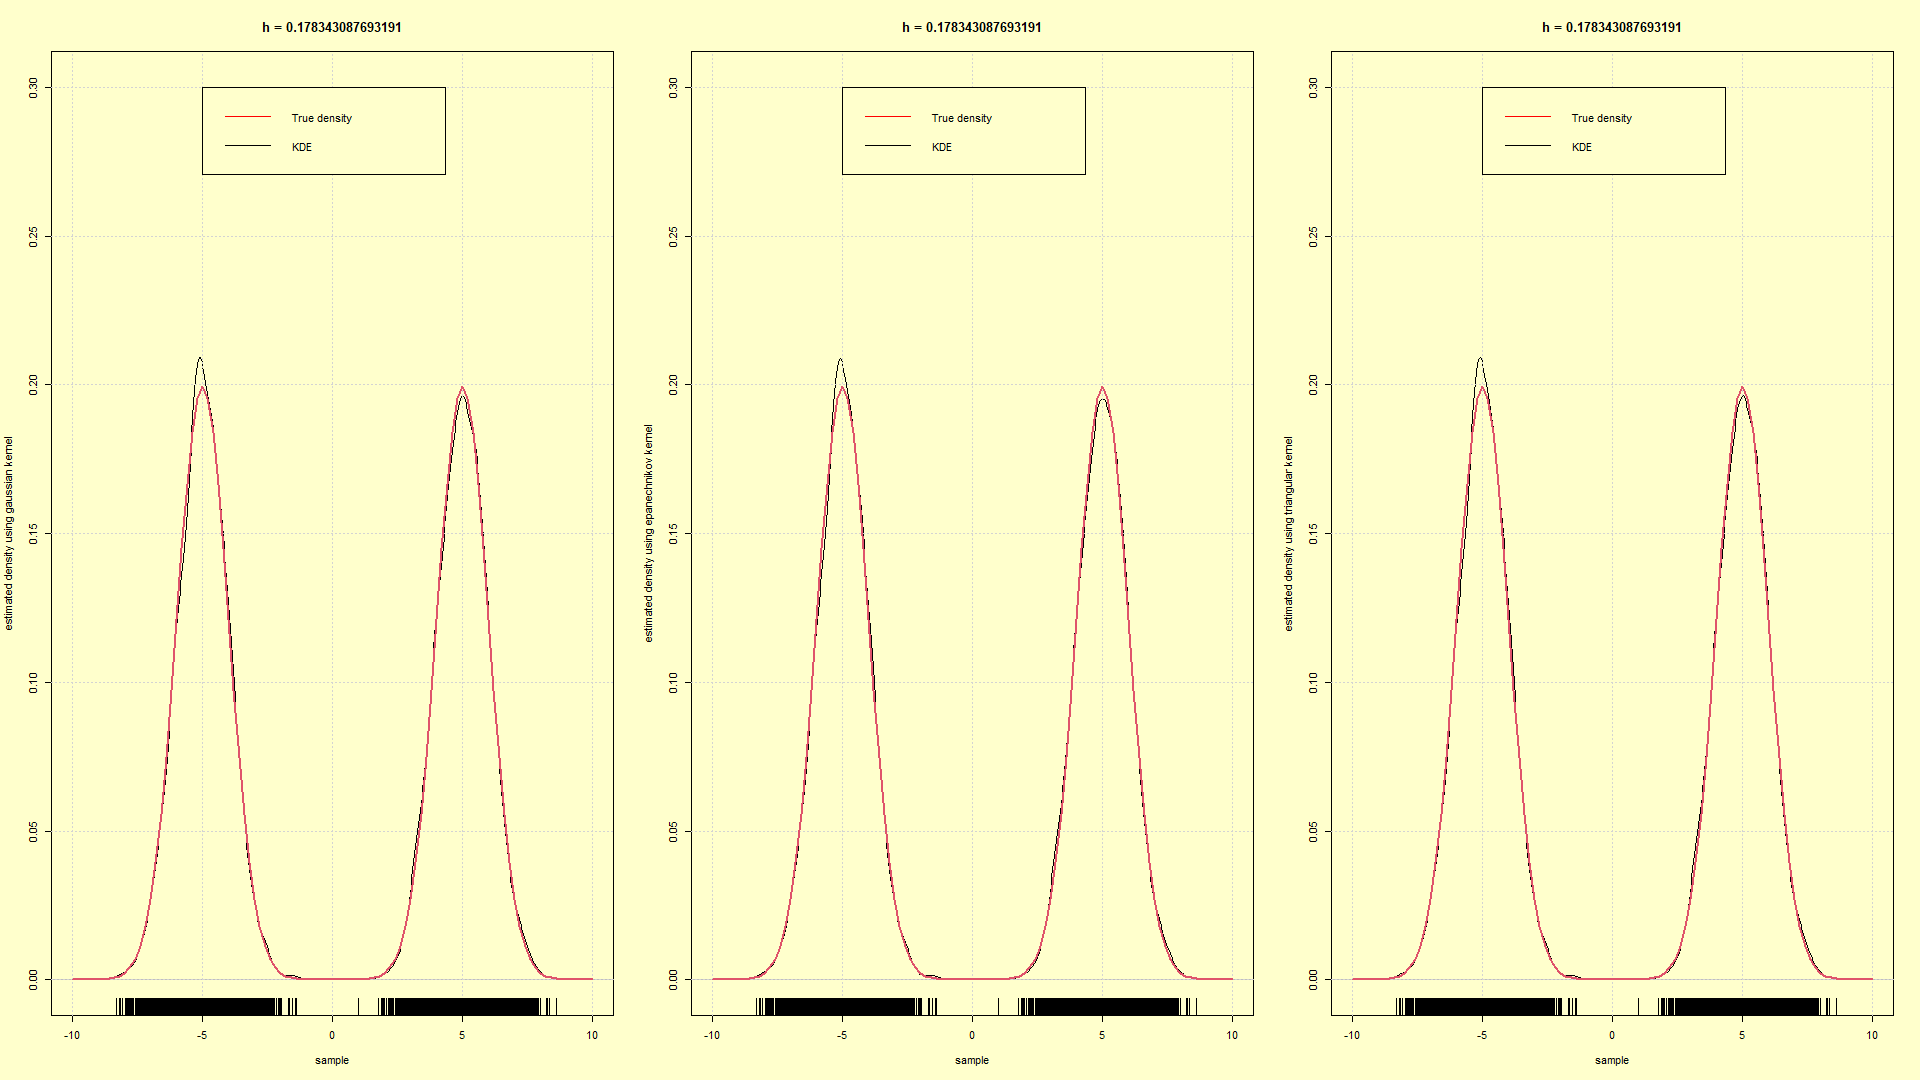 h = 0.178343087693191
True density
KDE
estimated density using gaussian kernel
0.30
0.25
0.20
0.15
0.10
0.05
0.00
-10 -5 0 5 10
sample
h = 0.178343087693191
True density
KDE
estimated density using epanechnikov kernel
0.30
0.25
0.20
0.15
0.10
0.05
0.00
-10 -5 0 5 10
sample
h = 0.178343087693191
True density
KDE
estimated density using triangular kernel
0.30
0.25
0.20
0.15
0.10
0.05
0.00
-10 -5 0 5 10
sample